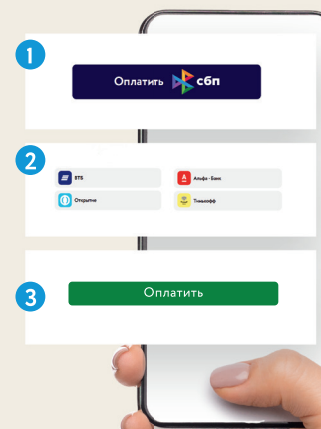 1
Оплатить сбп
2
ВТБ
Альфа - Банк
Открытие
Тинькофф
3
Оплатить